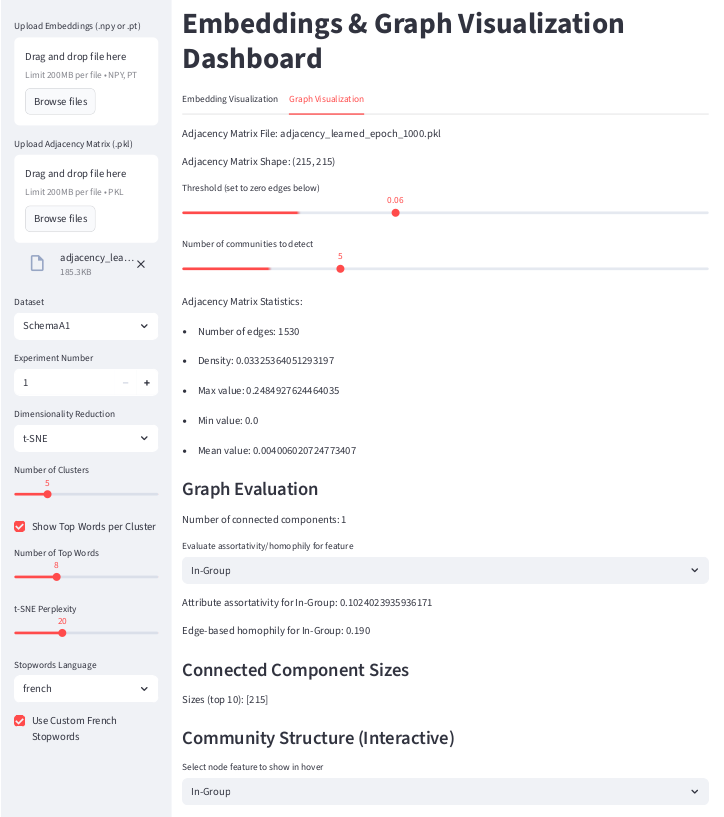 Upload Embeddings (.npy or .pt)
Drag and drop file here
Limit 200MB per file • NPY, PT
Browse files
Upload Adjacency Matrix (.pkl)
Drag and drop file here
Limit 200MB per file • PKL
Browse files
adjacency_lea...
185.3KB
Dataset
SchemaA1
Experiment Number
1
Dimensionality Reduction
t-SNE
Number of Clusters
5
Show Top Words per Cluster
Number of Top Words
8
t-SNE Perplexity
20
Stopwords Language
french
Use Custom French
Stopwords
Embeddings & Graph Visualization
Dashboard
Embedding Visualization
Graph Visualization
Adjacency Matrix File: adjacency_learned_epoch_1000.pkl
Adjacency Matrix Shape: (215, 215)
Threshold (set to zero edges below)
0.06
Number of communities to detect
5
Adjacency Matrix Statistics:
• Number of edges: 1530
• Density: 0.03325364051293197
• Max value: 0.2484927624464035
• Min value: 0.0
• Mean value: 0.004006020724773407
Graph Evaluation
Number of connected components: 1
Evaluate assortativity/homophily for feature
In-Group
Attribute assortativity for In-Group: 0.1024023935936171
Edge-based homophily for In-Group: 0.190
Connected Component Sizes
Sizes (top 10): [215]
Community Structure (Interactive)
Select node feature to show in hover
In-Group